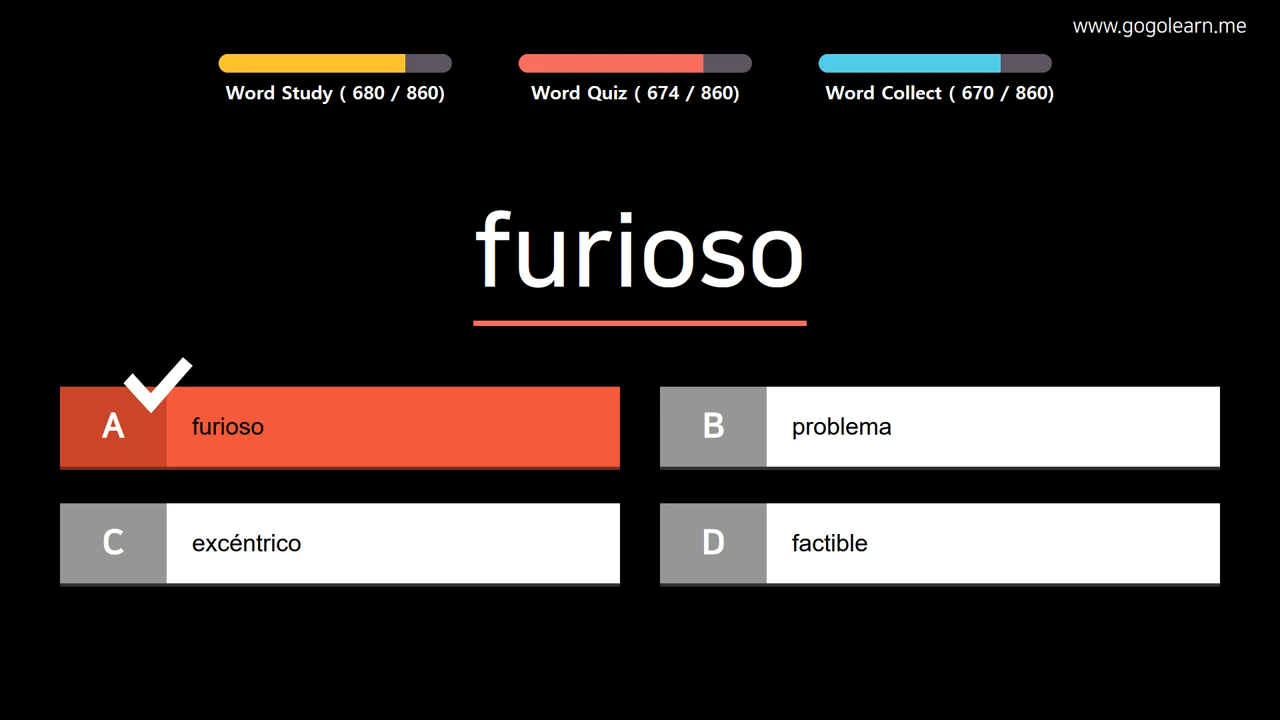 www.gogolearn.me
Word Study ( 680 / 860)
Word Quiz ( 674 / 860)
Word Collect ( 670 / 860)
furioso
A furioso
B problema
C excéntrico
D factible